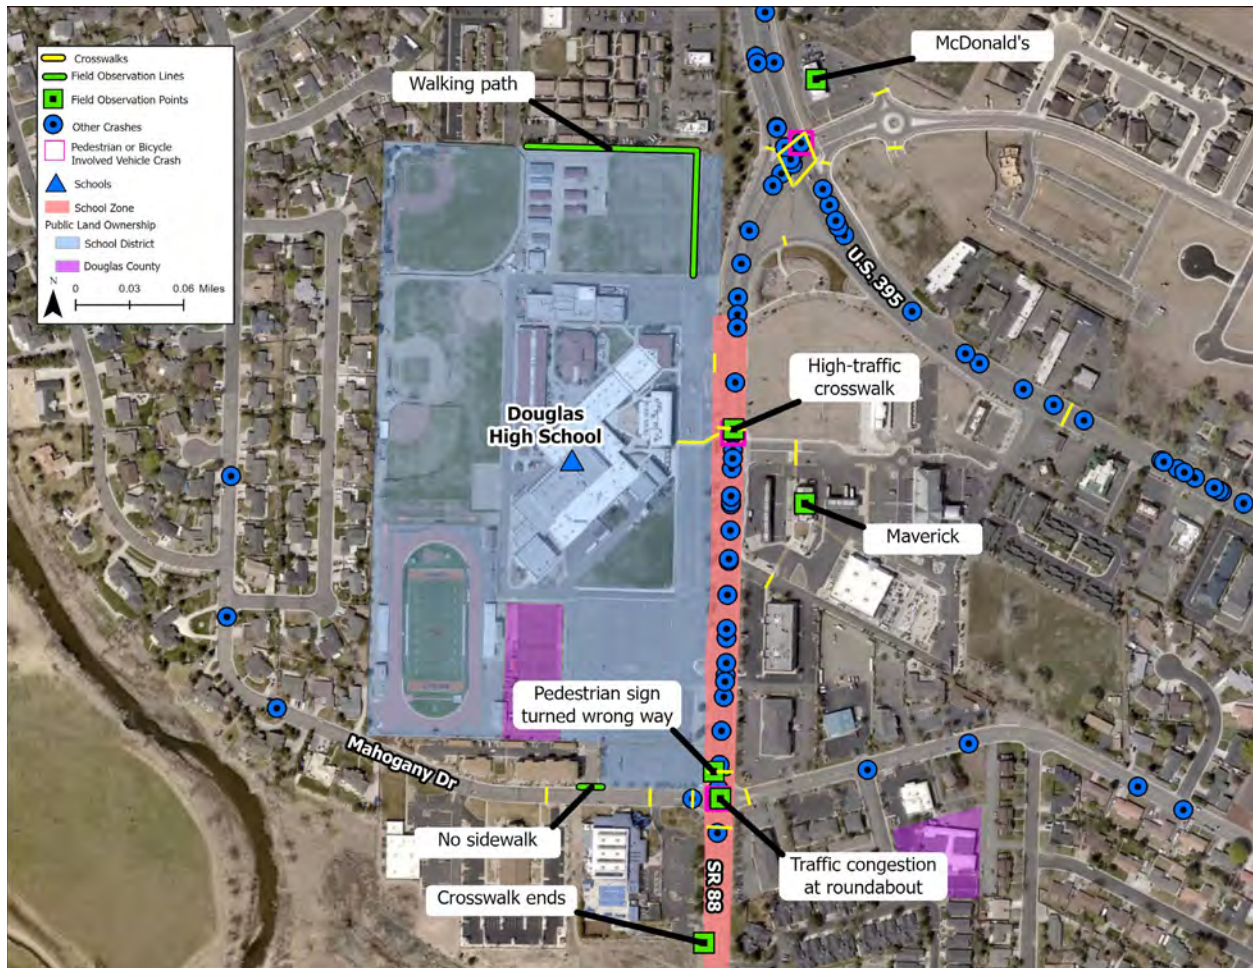 Crosswalks
Field Observation Lines
Field Observation Points
Other Crashes
Pedestrian or Bicycle
Involved Vehicle Crash
Schools
School Zone
Public Land Ownership
School District
Douglas County
N
0 0.03 0.06 Miles
McDonald's
Walking path
U.S. 395
High-traffic
crosswalk
Douglas
High School
Maverick
Pedestrian sign
turned wrong way
Mahogany Dr
No sidewalk
Traffic congestion
at roundabout
SR 88
Crosswalk ends